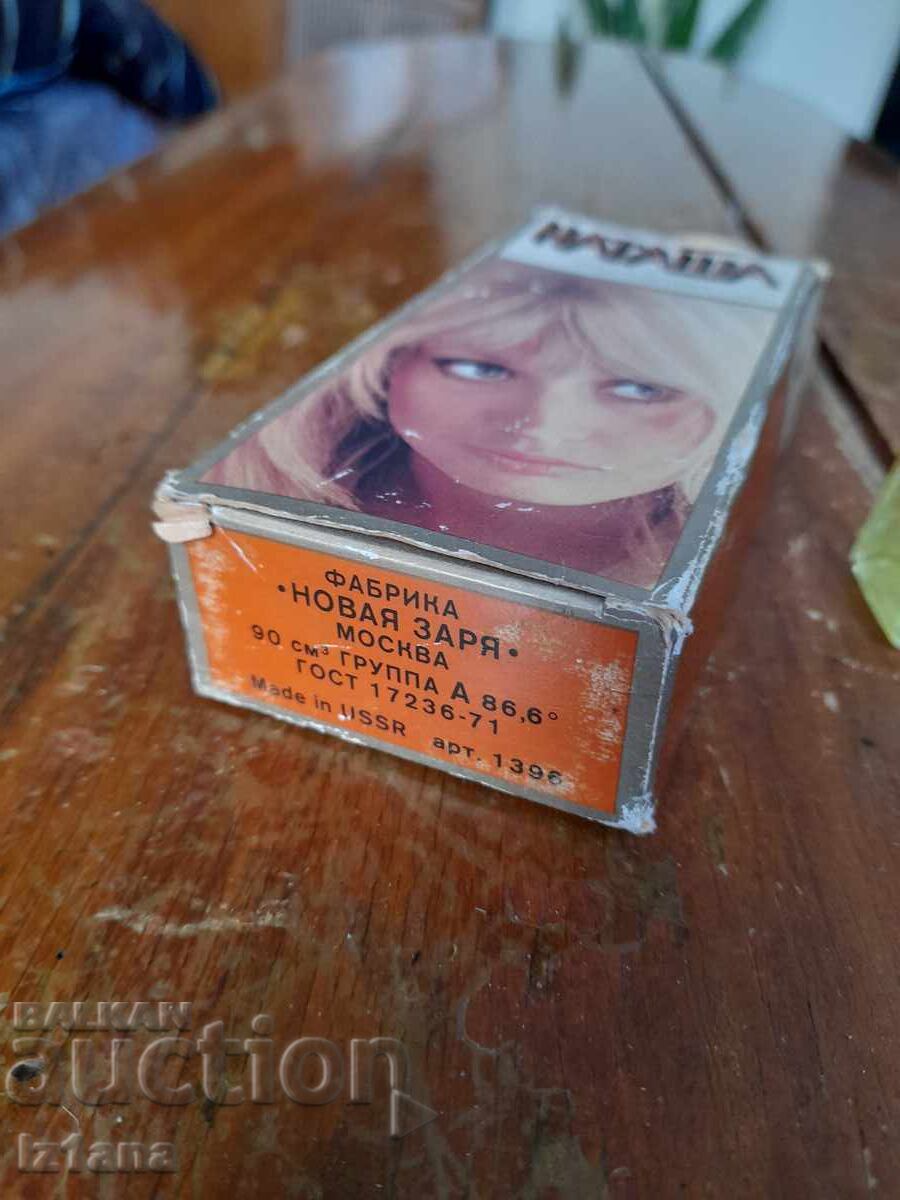 НАТАША
ФАБРИКА
•НОВАЯ ЗАРЯ•
МОСКВА
90 см³ ГРУППА А 86,6°
ГОСТ 17236-71
Made in USSR арт. 1396
BALKAN
auction
Iz1ana